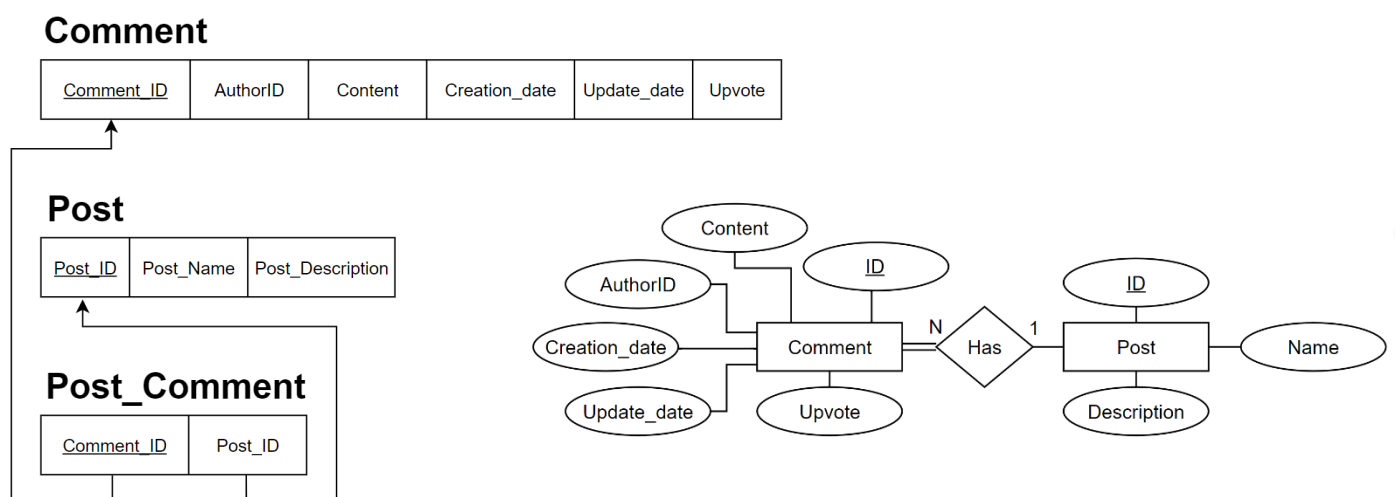 Comment
Comment_ID AuthorID Content Creation_date Update_date Upvote
Post
Post_ID Post_Name Post_Description
Post_Comment
Comment_ID Post_ID
Content
ID
AuthorID
ID
Creation_date
Comment
N
Has
1
Post
Name
Update_date
Upvote
Description